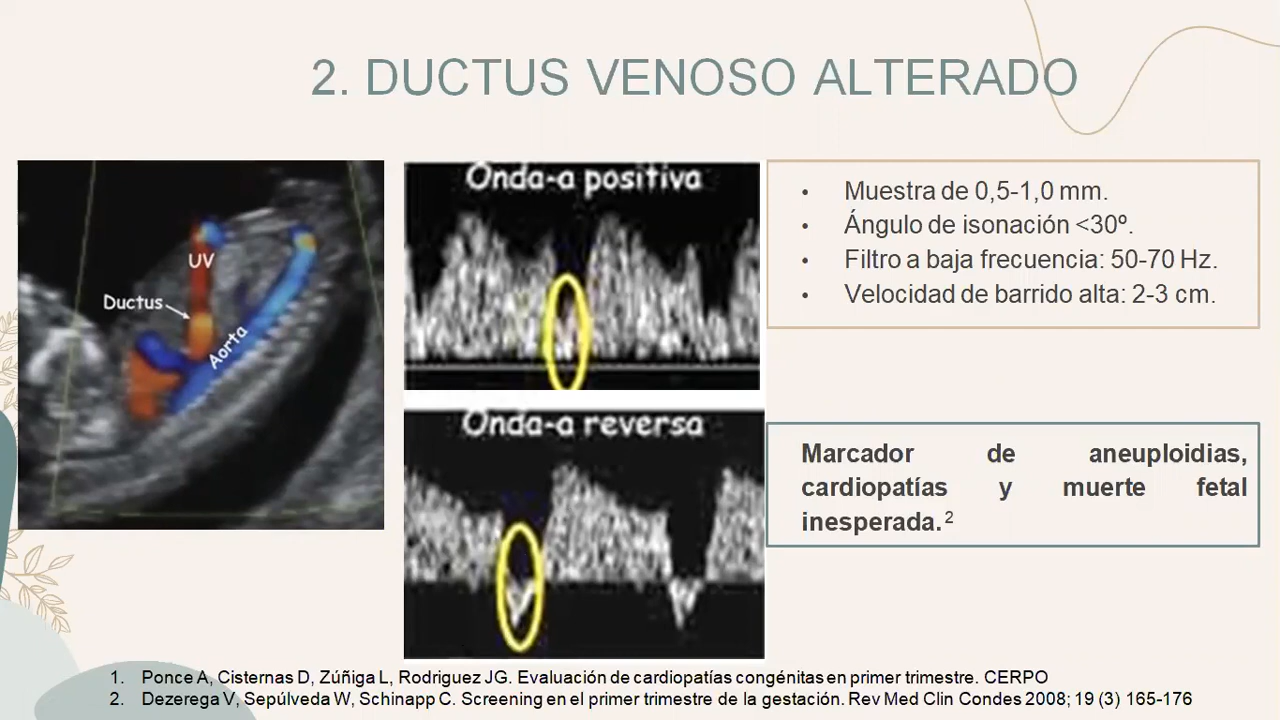 2. DUCTUS VENOSO ALTERADO
UV
Ductus
Aorta
Onda-a positiva
Onda-a reversa
• Muestra de 0,5-1,0 mm.
• Ángulo de isonación <30º.
• Filtro a baja frecuencia: 50-70 Hz.
• Velocidad de barrido alta: 2-3 cm.
Marcador de aneuploidias,
cardiopatías y muerte fetal
inesperada.²
1. Ponce A, Cisternas D, Zúñiga L, Rodriguez JG. Evaluación de cardiopatías congénitas en primer trimestre. CERPO
2. Dezerega V, Sepúlveda W, Schinapp C. Screening en el primer trimestre de la gestación. Rev Med Clin Condes 2008; 19 (3) 165-176